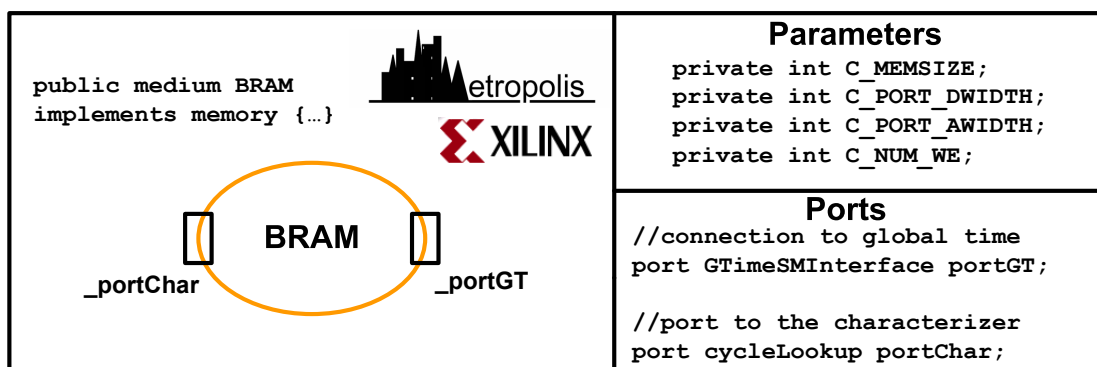 public medium BRAM
implements memory {…}
etropolis
XILINX
BRAM
_portChar
_portGT
Parameters
private int C_MEMSIZE;
private int C_PORT_DWIDTH;
private int C_PORT_AWIDTH;
private int C_NUM_WE;
Ports
//connection to global time
port GTimeSMInterface portGT;
//port to the characterizer
port cycleLookup portChar;